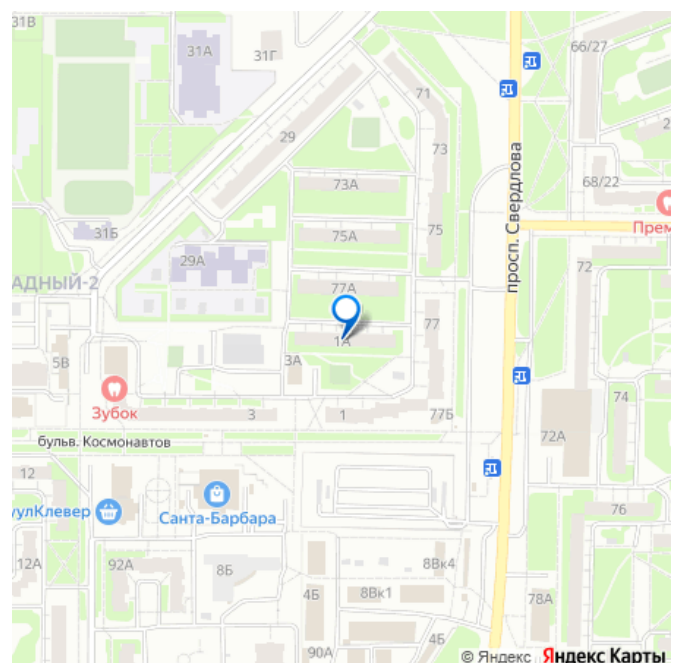 31В
31А
31Г
66/27
71
29
73
2
73А
68/22
просп. Свердлова
Прем
31Б
75А
75
29А
72
АДНЫЙ-2
77А
77
1А
5В
3А
Зубок
3
1
77Б
74
72А
бульв. Космонавтов
12
уулКлевер
Санта-Барбара
76
12А
92А
8Б
8Вк4
4Б
8Вк1
78А
90А
4Б
© Яндекс Яндекс Карты